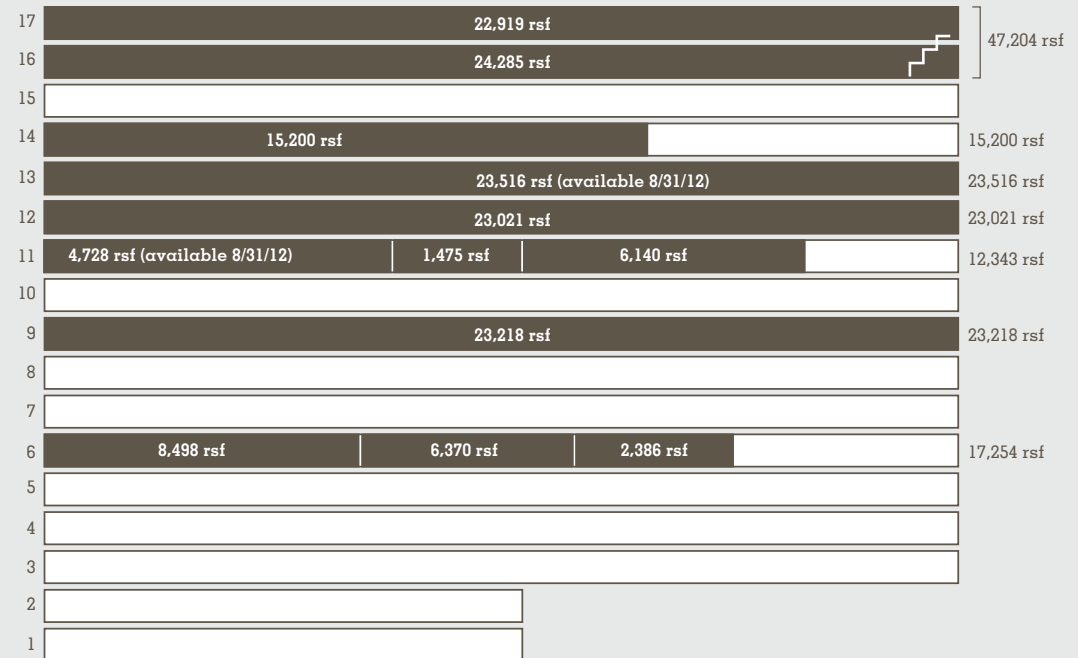 17 22,919 rsf
47,204 rsf
16 24,285 rsf
15
14 15,200 rsf 15,200 rsf
13 23,516 rsf (available 8/31/12) 23,516 rsf
12 23,021 rsf 23,021 rsf
11 4,728 rsf (available 8/31/12) 1,475 rsf 6,140 rsf 12,343 rsf
10
9 23,218 rsf 23,218 rsf
8
7
6 8,498 rsf 6,370 rsf 2,386 rsf 17,254 rsf
5
4
3
2
1